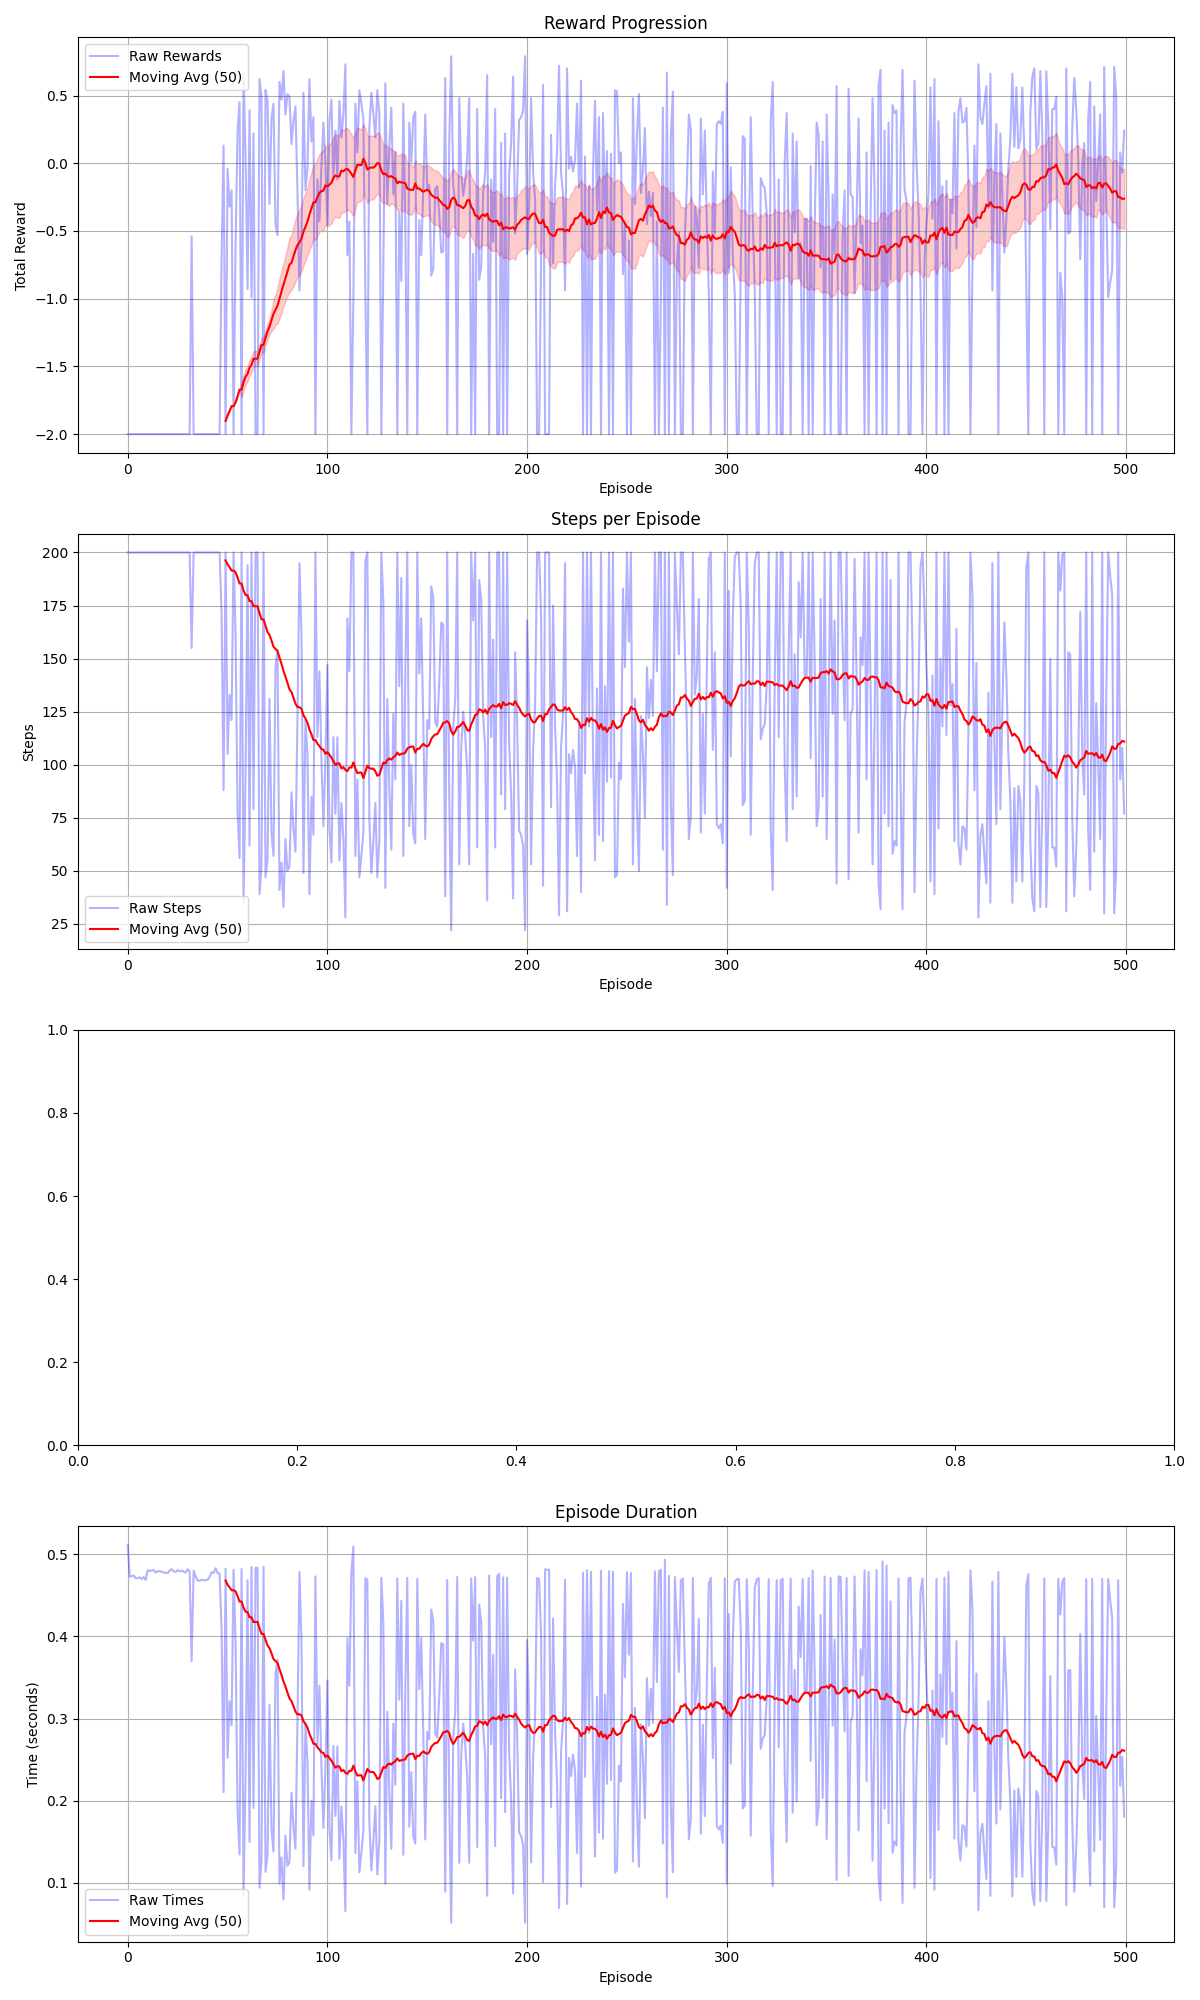 Reward Progression
Raw Rewards
Moving Avg (50)
Total Reward
0.5
0.0
−0.5
−1.0
−1.5
−2.0
0 100 200 300 400 500
Episode
Steps per Episode
Steps
200
175
150
125
100
75
50
25
Raw Steps
Moving Avg (50)
0 100 200 300 400 500
Episode
1.0
0.8
0.6
0.4
0.2
0.0
0.0 0.2 0.4 0.6 0.8 1.0
Episode Duration
Time (seconds)
0.5
0.4
0.3
0.2
0.1
Raw Times
Moving Avg (50)
0 100 200 300 400 500
Episode